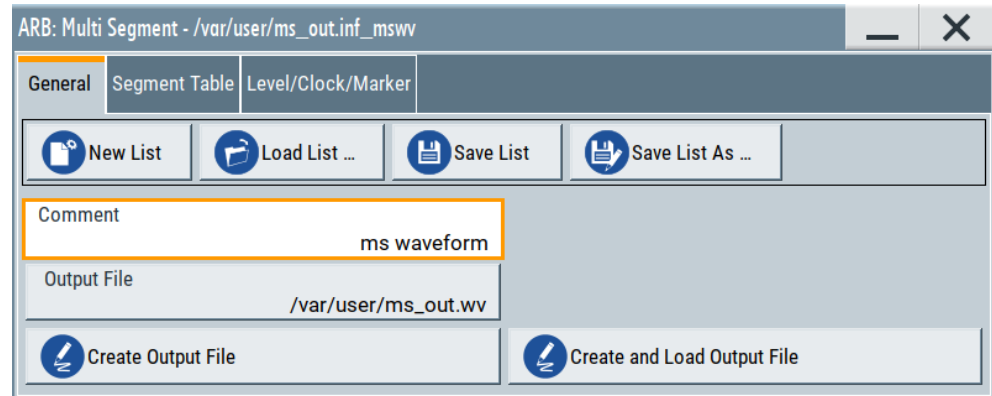 ARB: Multi Segment - /var/user/ms_out.inf_mswv
General Segment Table Level/Clock/Marker
New List Load List ... Save List Save List As ...
Comment
ms waveform
Output File
/var/user/ms_out.wv
Create Output File Create and Load Output File